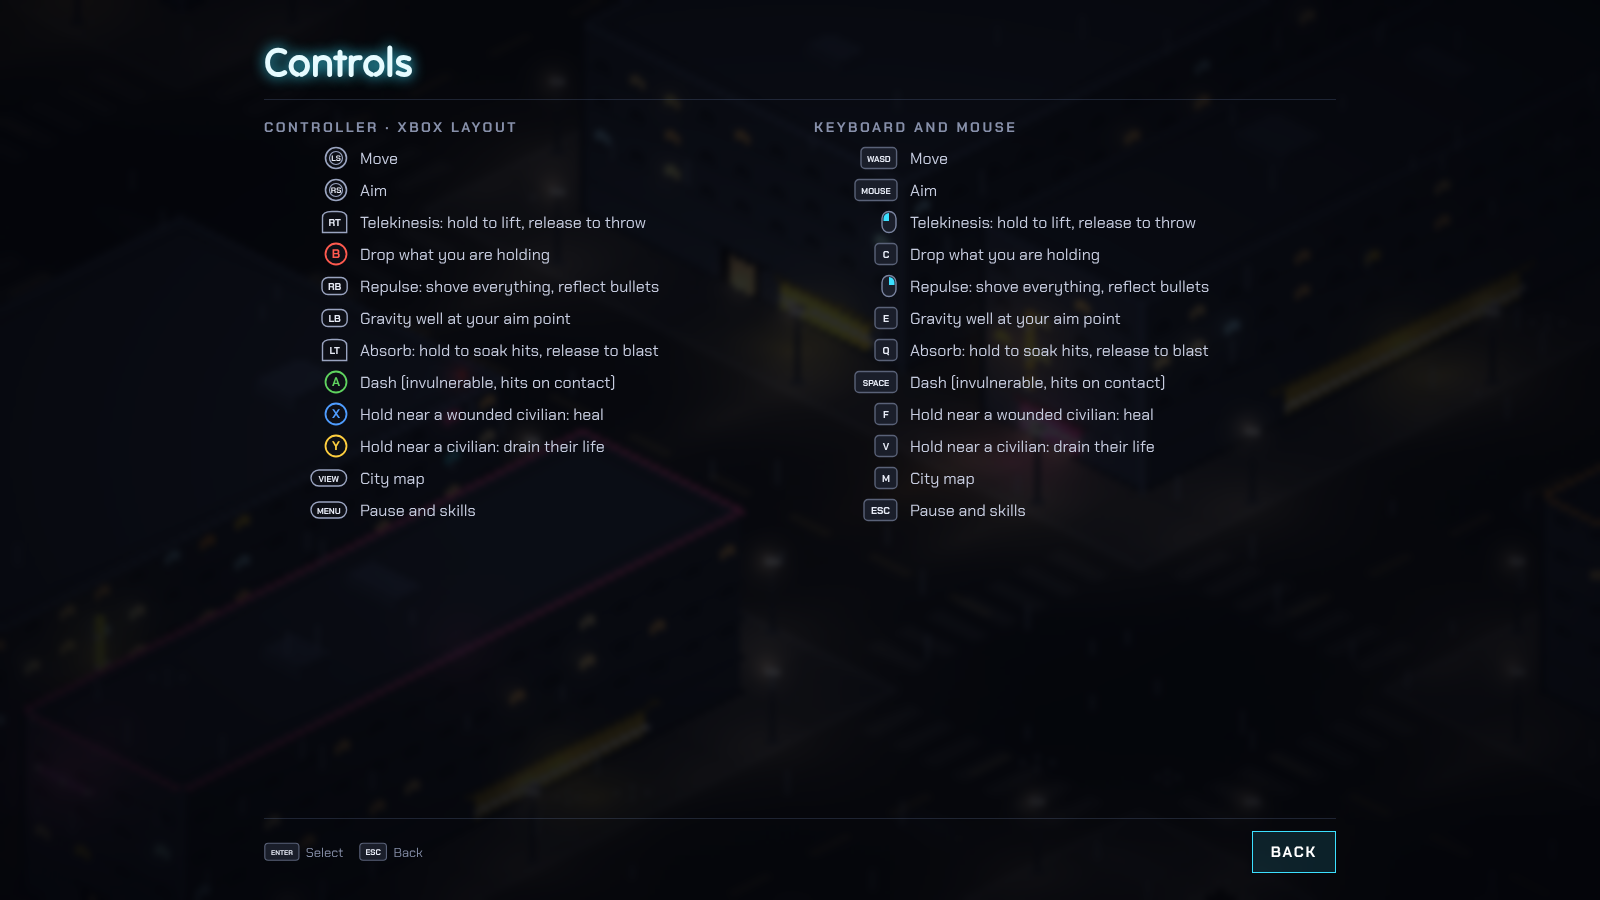 Controls
CONTROLLER · XBOX LAYOUT
LS Move
RS Aim
RT Telekinesis: hold to lift, release to throw
B Drop what you are holding
RB Repulse: shove everything, reflect bullets
LB Gravity well at your aim point
LT Absorb: hold to soak hits, release to blast
A Dash (invulnerable, hits on contact)
X Hold near a wounded civilian: heal
Y Hold near a civilian: drain their life
VIEW City map
MENU Pause and skills
KEYBOARD AND MOUSE
WASD Move
MOUSE Aim
Telekinesis: hold to lift, release to throw
C Drop what you are holding
Repulse: shove everything, reflect bullets
E Gravity well at your aim point
Q Absorb: hold to soak hits, release to blast
SPACE Dash (invulnerable, hits on contact)
F Hold near a wounded civilian: heal
V Hold near a civilian: drain their life
M City map
ESC Pause and skills
ENTER Select ESC Back
BACK